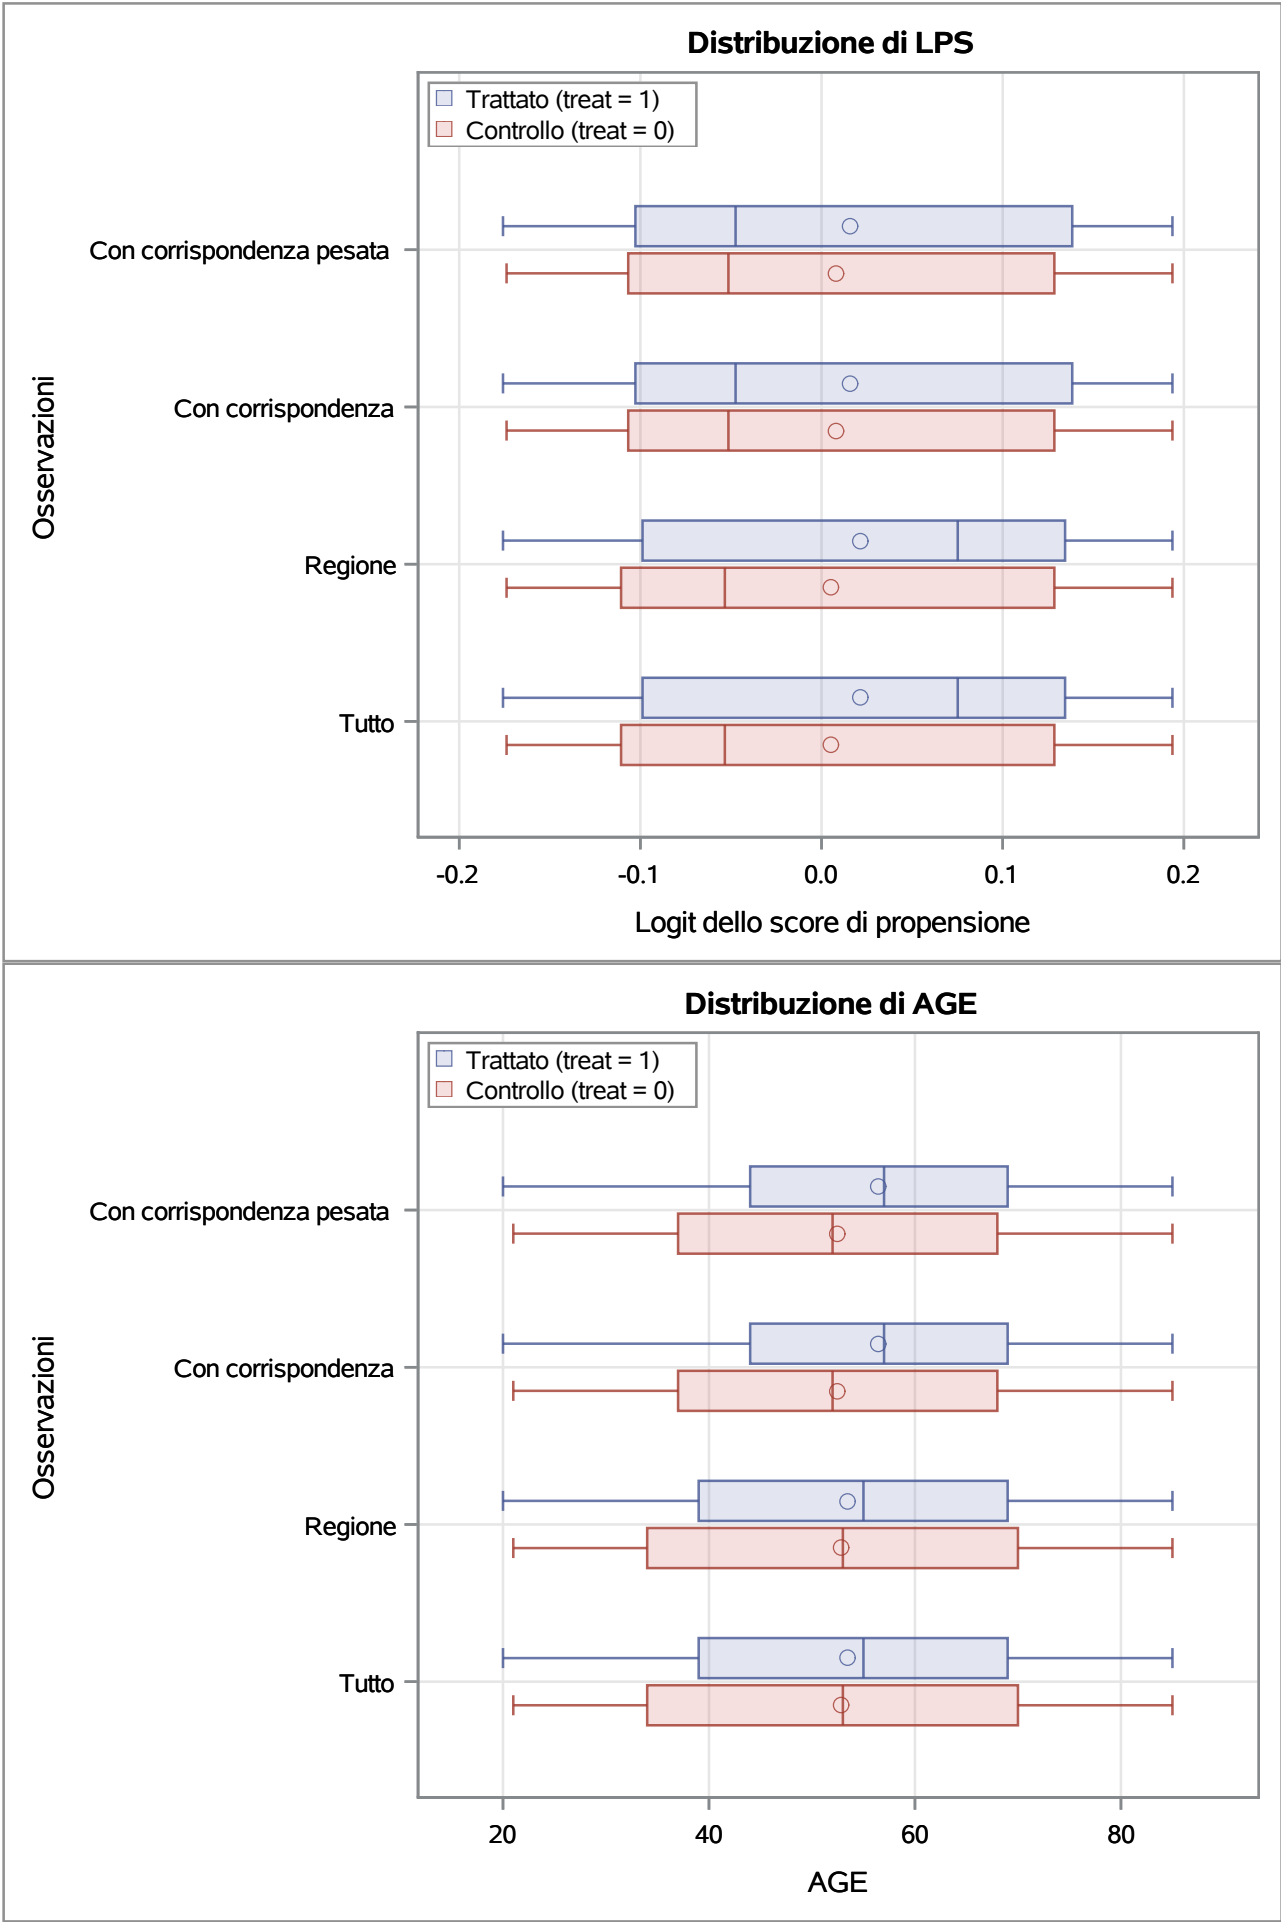 Distribuzione di LPS
Trattato (treat = 1)
Controllo (treat = 0)
Osservazioni
Con corrispondenza pesata
Con corrispondenza
Regione
Tutto
-0.2 -0.1 0.0 0.1 0.2
Logit dello score di propensione
Distribuzione di AGE
Trattato (treat = 1)
Controllo (treat = 0)
Osservazioni
Con corrispondenza pesata
Con corrispondenza
Regione
Tutto
20 40 60 80
AGE